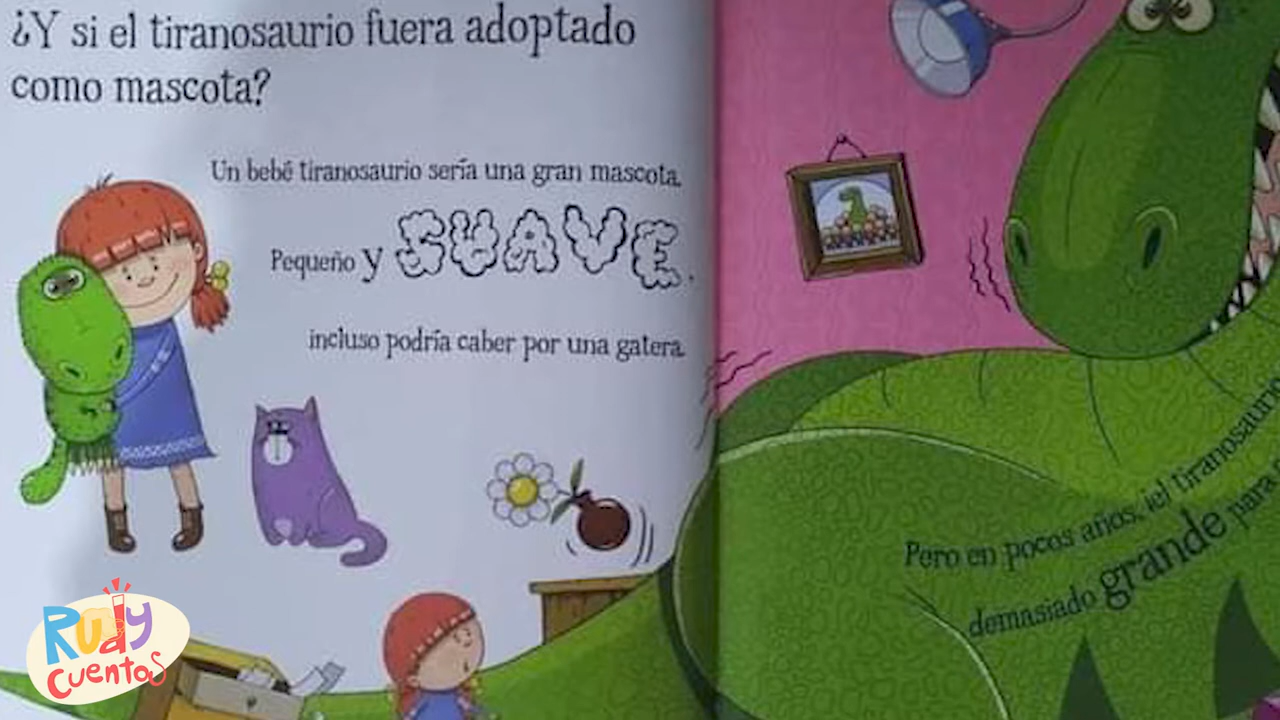 ¿Y si el tiranosaurio fuera adoptado
como mascota?
Un bebé tiranosaurio sería una gran mascota.
Pequeño y SUAVE.
incluso podría caber por una gatera.
Pero en pocos años, ¡el tiranosaurio
demasiado grande para
Rudy
Cuentos